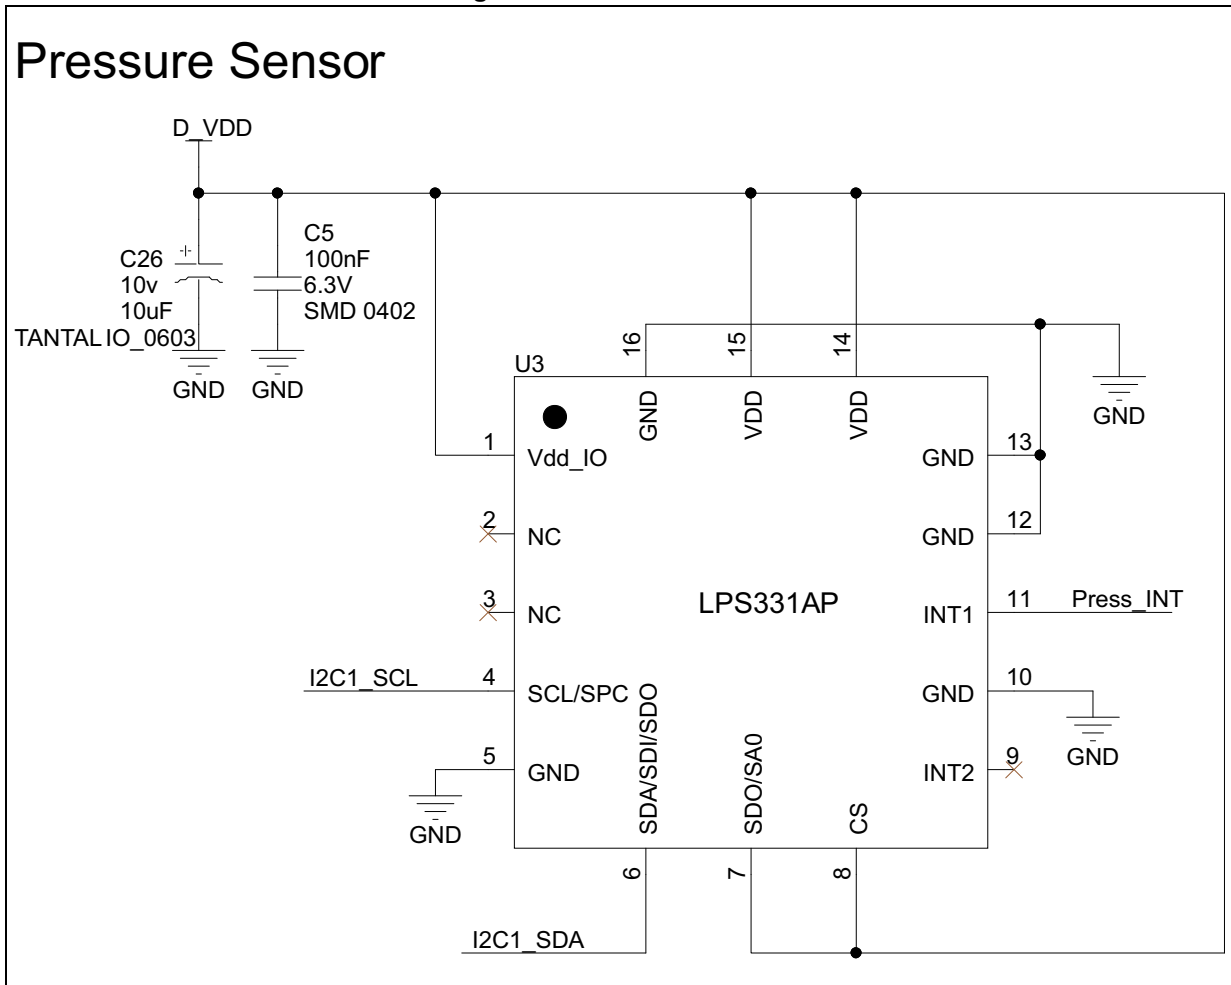 Pressure Sensor
D_VDD
C26
10v
10uF
TANTALIO_0603
GND
C5
100nF
6.3V
SMD 0402
GND
U3
16
15
14
GND
VDD
VDD
GND
1
Vdd_IO
GND
13
2
NC
GND
12
3
NC
LPS331AP
INT1
11
Press_INT
I2C1_SCL
4
SCL/SPC
GND
10
GND
5
GND
GND
SDA/SDI/SDO
SDO/SA0
CS
INT2
9
6
7
8
I2C1_SDA